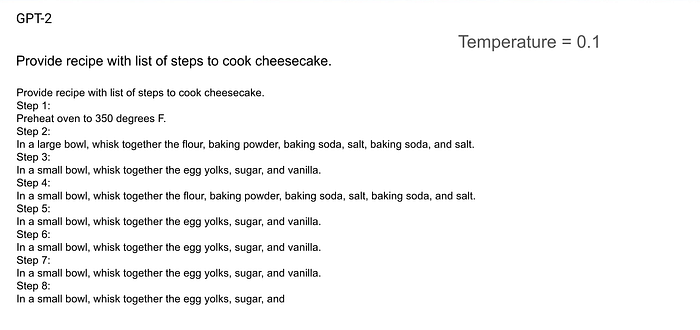 GPT-2
Temperature = 0.1
Provide recipe with list of steps to cook cheesecake.
Provide recipe with list of steps to cook cheesecake.
Step 1:
Preheat oven to 350 degrees F.
Step 2:
In a large bowl, whisk together the flour, baking powder, baking soda, salt, baking soda, and salt.
Step 3:
In a small bowl, whisk together the egg yolks, sugar, and vanilla.
Step 4:
In a small bowl, whisk together the flour, baking powder, baking soda, salt, baking soda, and salt.
Step 5:
In a small bowl, whisk together the egg yolks, sugar, and vanilla.
Step 6:
In a small bowl, whisk together the egg yolks, sugar, and vanilla.
Step 7:
In a small bowl, whisk together the egg yolks, sugar, and vanilla.
Step 8:
In a small bowl, whisk together the egg yolks, sugar, and